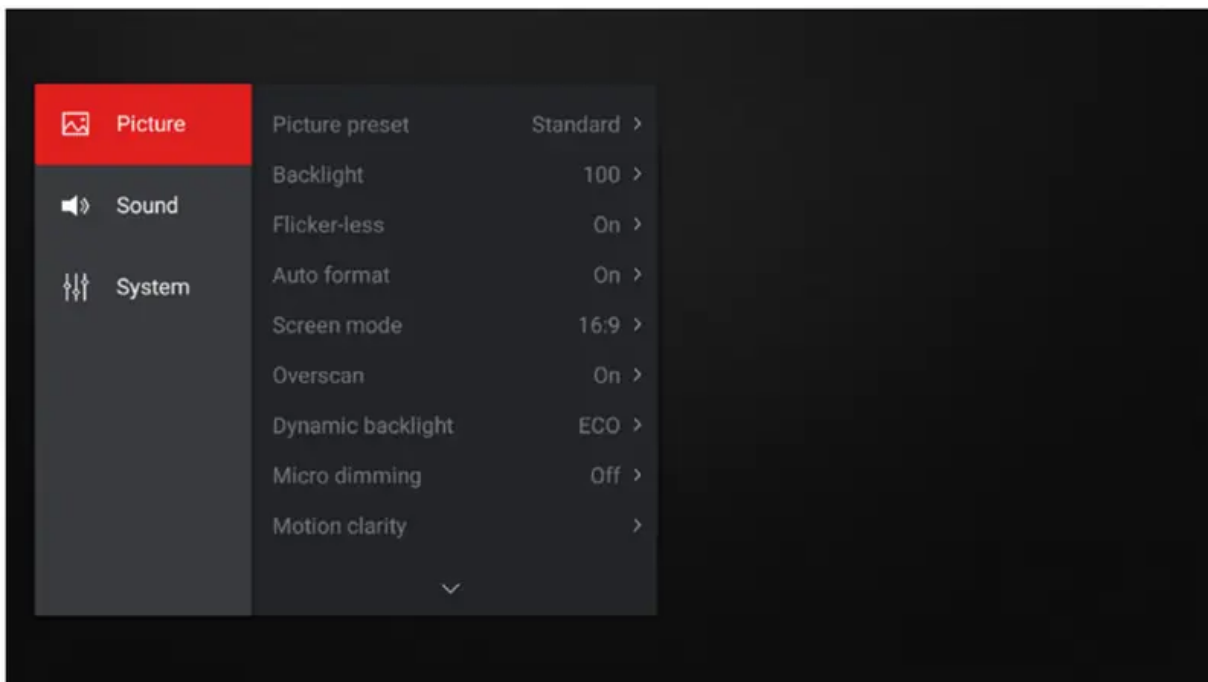 Picture
Sound
System
Picture preset Standard
Backlight 100
Flicker-less On
Auto format On
Screen mode 16:9
Overscan On
Dynamic backlight ECO
Micro dimming Off
Motion clarity